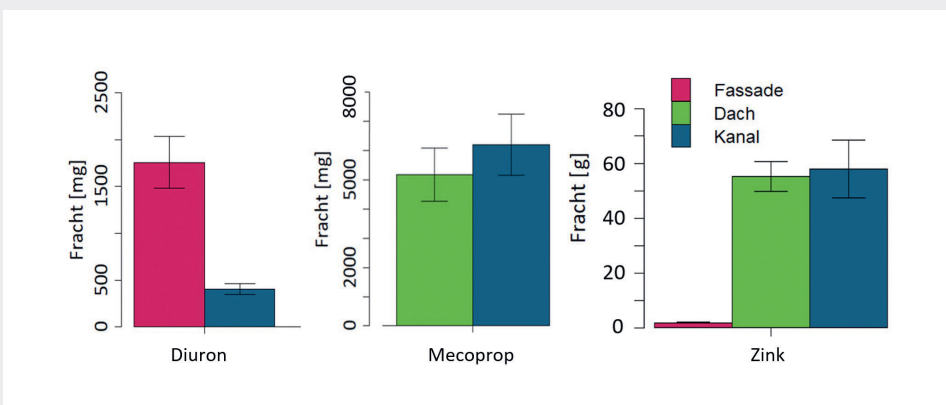 Fracht [mg]
2500
1500
500
0
Diuron
Fracht [mg]
8000
5000
2000
0
Mecoprop
Fracht [g]
80
60
40
20
0
Zink
Fassade
Dach
Kanal